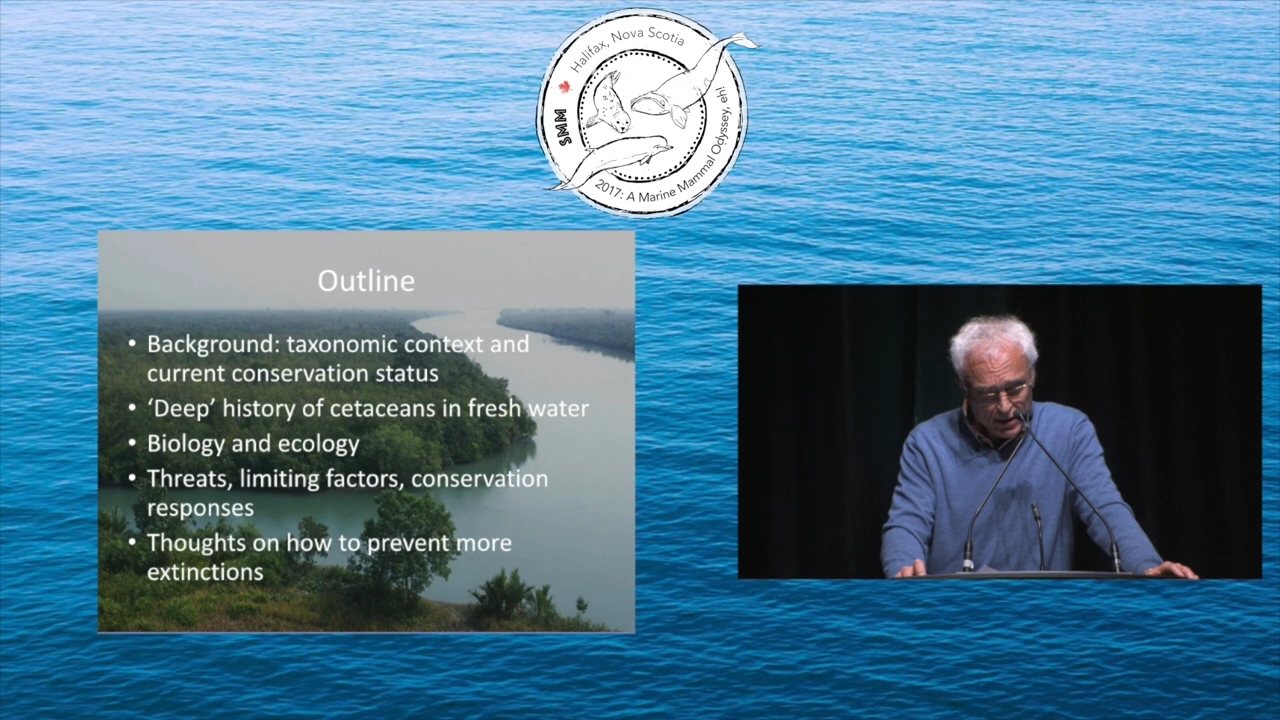 Halifax, Nova Scotia
SMM
2017: A Marine Mammal Odyssey, eh!
Outline
• Background: taxonomic context and
current conservation status
• ‘Deep’ history of cetaceans in fresh water
• Biology and ecology
• Threats, limiting factors, conservation
responses
• Thoughts on how to prevent more
extinctions